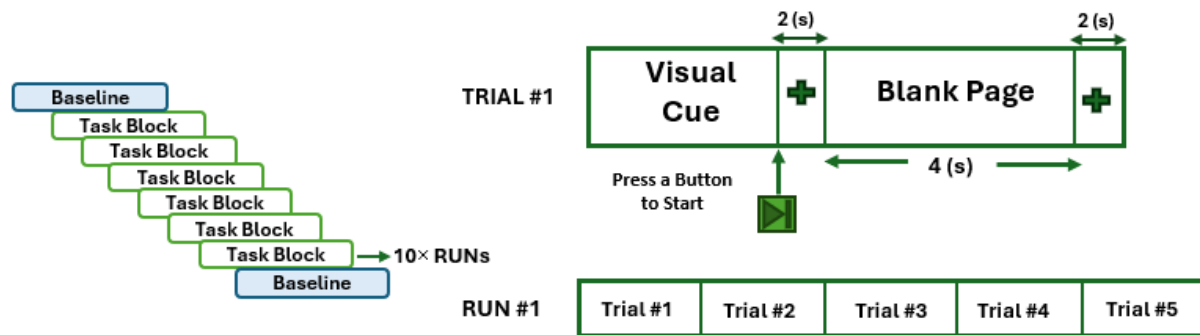 Baseline
Task Block
Task Block
Task Block
Task Block
Task Block
Task Block
10× RUNs
Baseline
TRIAL #1
2 (s)
2 (s)
Visual
Cue
Blank Page
4 (s)
Press a Button
to Start
RUN #1
Trial #1
Trial #2
Trial #3
Trial #4
Trial #5